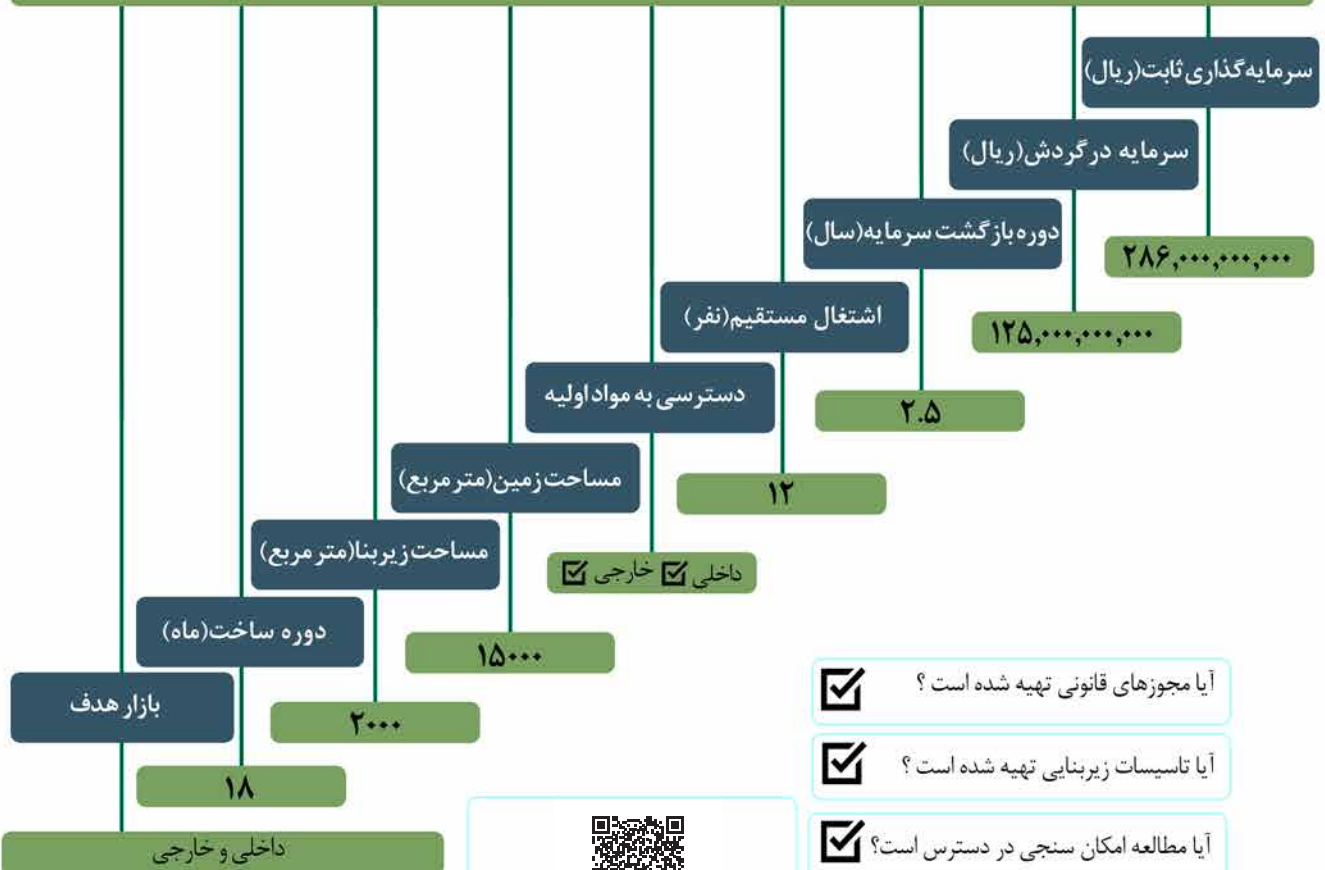 سرمایه‌گذاری ثابت(ریال)
۲۸۶,۰۰۰,۰۰۰,۰۰۰
سرمایه در گردش(ریال)
۱۲۵,۰۰۰,۰۰۰,۰۰۰
دوره بازگشت سرمایه(سال)
۲.۵
اشتغال مستقیم(نفر)
۱۲
دسترسی به مواد اولیه
داخلی ☑ خارجی ☑
مساحت زمین(متر مربع)
۱۵۰۰۰
مساحت زیربنا(متر مربع)
۲۰۰۰
دوره ساخت(ماه)
۱۸
بازار هدف
داخلی و خارجی
آیا مجوزهای قانونی تهیه شده است ؟ ☑
آیا تاسیسات زیربنایی تهیه شده است ؟ ☑
آیا مطالعه امکان سنجی در دسترس است؟ ☑